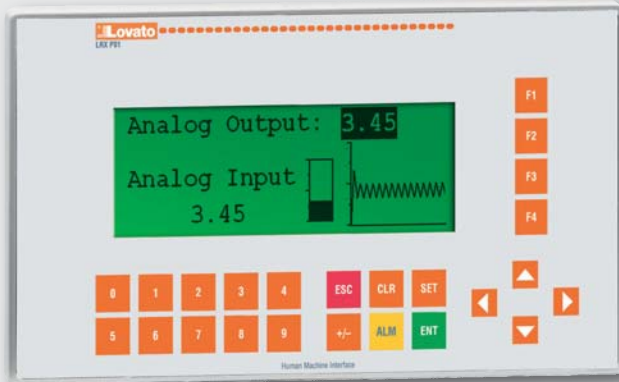 Lovato
LRX P01
Analog Output: 3.45
Analog Input
3.45
F1
F2
F3
F4
0 1 2 3 4 ESC CLR SET
5 6 7 8 9 +/- ALM ENT
Human Machine Interface